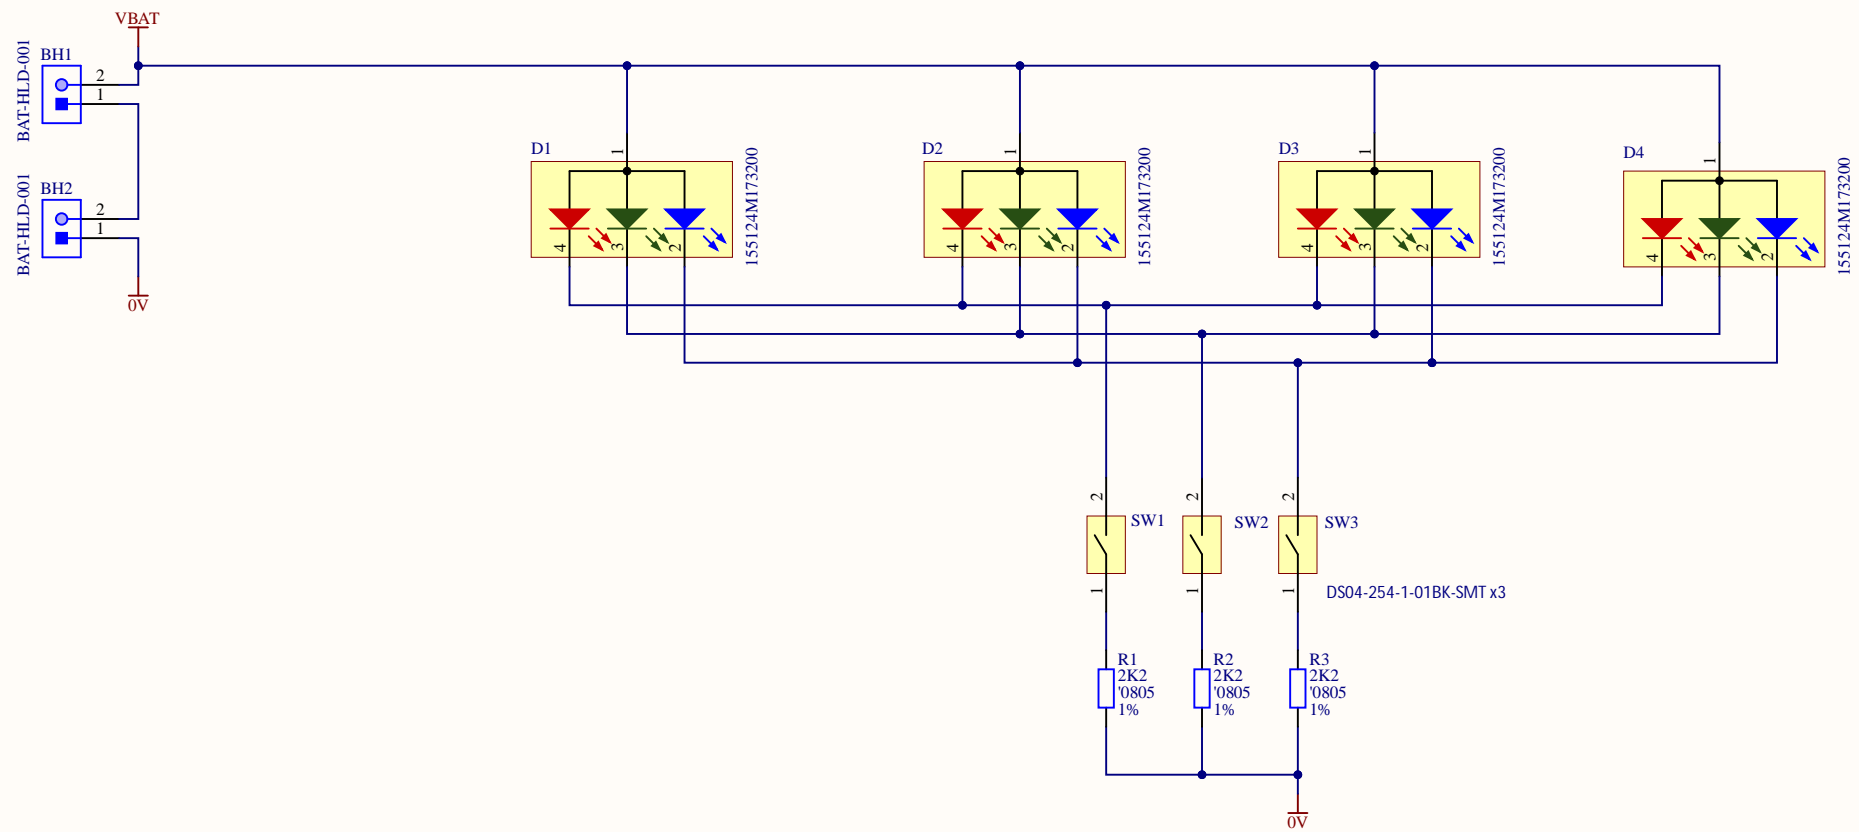 VBAT
BH1
BAT-HLD-001
2
1
BH2
BAT-HLD-001
2
1
0V
D1
1
155124M173200
4
3
2
D2
1
155124M173200
4
3
2
D3
1
155124M173200
4
3
2
D4
1
155124M173200
4
3
2
2
SW1
1
2
SW2
1
2
SW3
1
DS04-254-1-01BK-SMT x3
R1
2K2
'0805
1%
R2
2K2
'0805
1%
R3
2K2
'0805
1%
0V